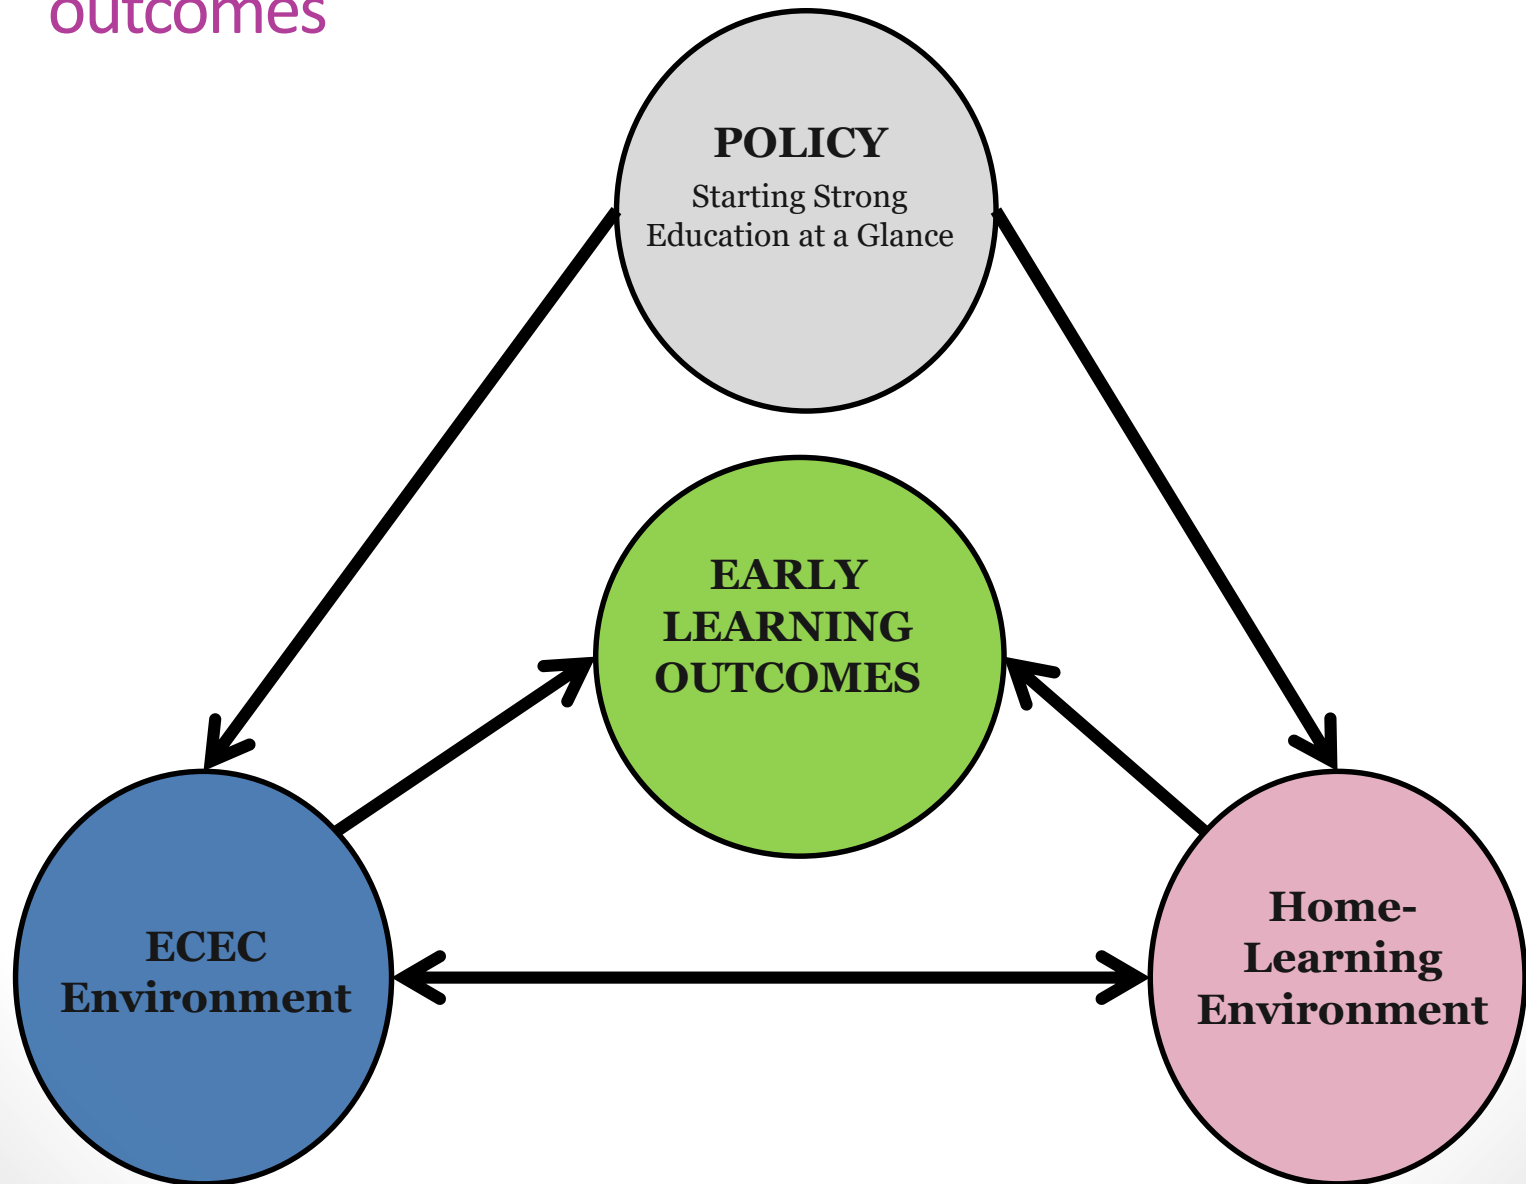 outcomes
POLICY
Starting Strong
Education at a Glance
EARLY
LEARNING
OUTCOMES
ECEC
Environment
Home-
Learning
Environment